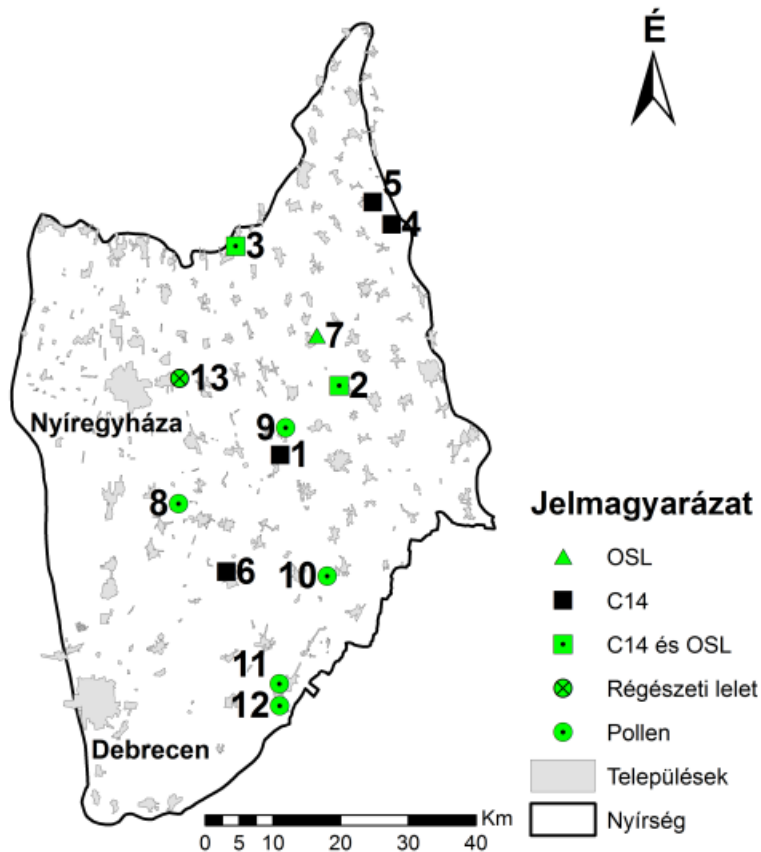 É
5
4
3
7
13
2
Nyíregyháza
9
1
8
6
10
11
12
Debrecen
Jelmagyarázat
OSL
C14
C14 és OSL
Régészeti lelet
Pollen
Települések
Nyírség
Km
0 5 10 20 30 40